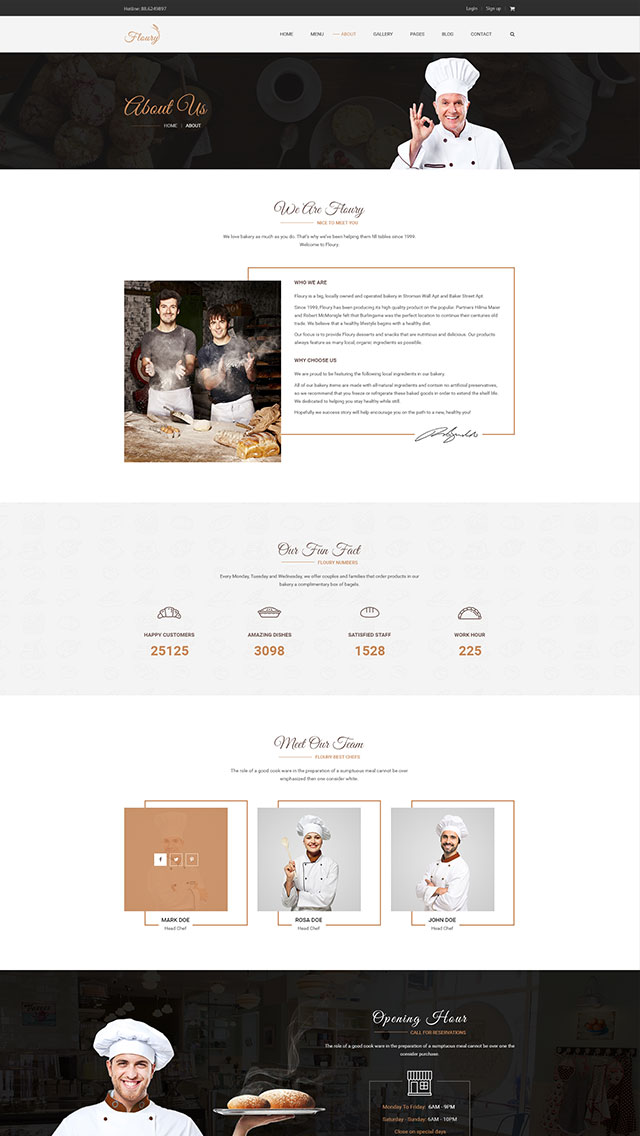 Hotline: 88.6249897
Login | Sign up
Floury
HOME MENU ABOUT GALLERY PAGES BLOG CONTACT
About Us
HOME | ABOUT
We Are Floury
NICE TO MEET YOU
We love bakery as much as you do. That's why we've been helping them fill tables since 1999.
Welcome to Floury.
WHO WE ARE
Floury is a big, locally owned and operated bakery in Stronson Wall Apt and Baker Street Apt
Since 1999, Floury has been producing its high quality product on the popular. Partners Hilma Maier
and Robert McMonigle felt that Burlingama was the perfect location to continue their centuries old
trade. We believe that a healthy lifestyle begins with a healthy diet.
Our focus is to provide Floury desserts and snacks that are nutritious and delicious. Our products
always feature as many local, organic ingredients as possible.
WHY CHOOSE US
We are proud to be featuring the following local ingredients in our bakery.
All of our bakery items are made with all-natural ingredients and contain no artificial preservatives,
so we recommend that you freeze or refrigerate these baked goods in order to extend the shelf life.
We dedicated to helping you stay healthy while still.
Hopefully we success story will help encourage you on the path to a new, healthy you!
Our Fun Fact
FLOURY NUMBERS
Every Monday, Tuesday and Wednesday, we offer couples and families that order products in our
bakery a complimentary box of bagels.
HAPPY CUSTOMERS AMAZING DISHES SATISFIED STAFF WORK HOUR
25125 3098 1528 225
Meet Our Team
FLOURY BEST CHEFS
The role of a good cook ware in the preparation of a sumptuous meal cannot be over
emphasized then one consider white.
MARK DOE ROSA DOE JOHN DOE
Head Chef Head Chef Head Chef
Opening Hour
CALL FOR RESERVATIONS
The role of a good cook ware in the preparation of a sumptuous meal cannot be over one the
consider purchase.
Monday To Friday: 6AM - 9PM
Saturday - Sunday: 6AM - 10PM
Close on special days